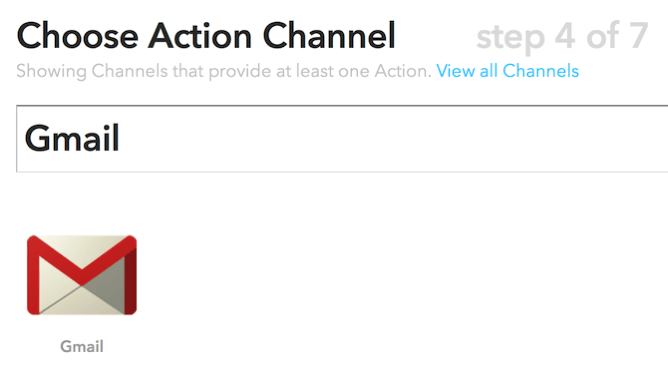 Choose Action Channel step 4 of 7
Showing Channels that provide at least one Action. View all Channels
Gmail
Gmail